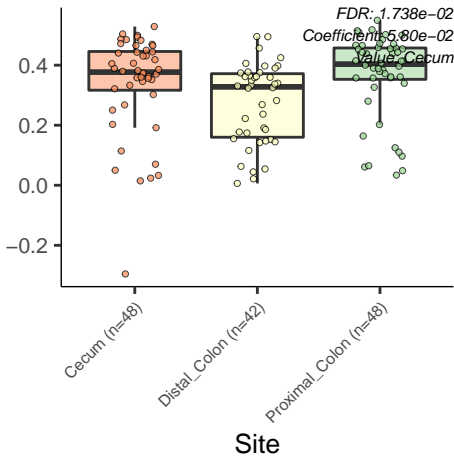 FDR: 1.738e−02
Coefficient: 5.80e−02
Value: Cecum
0.4
0.2
0.0
−0.2
Cecum (n=48)
Distal_Colon (n=42)
Proximal_Colon (n=48)
Site